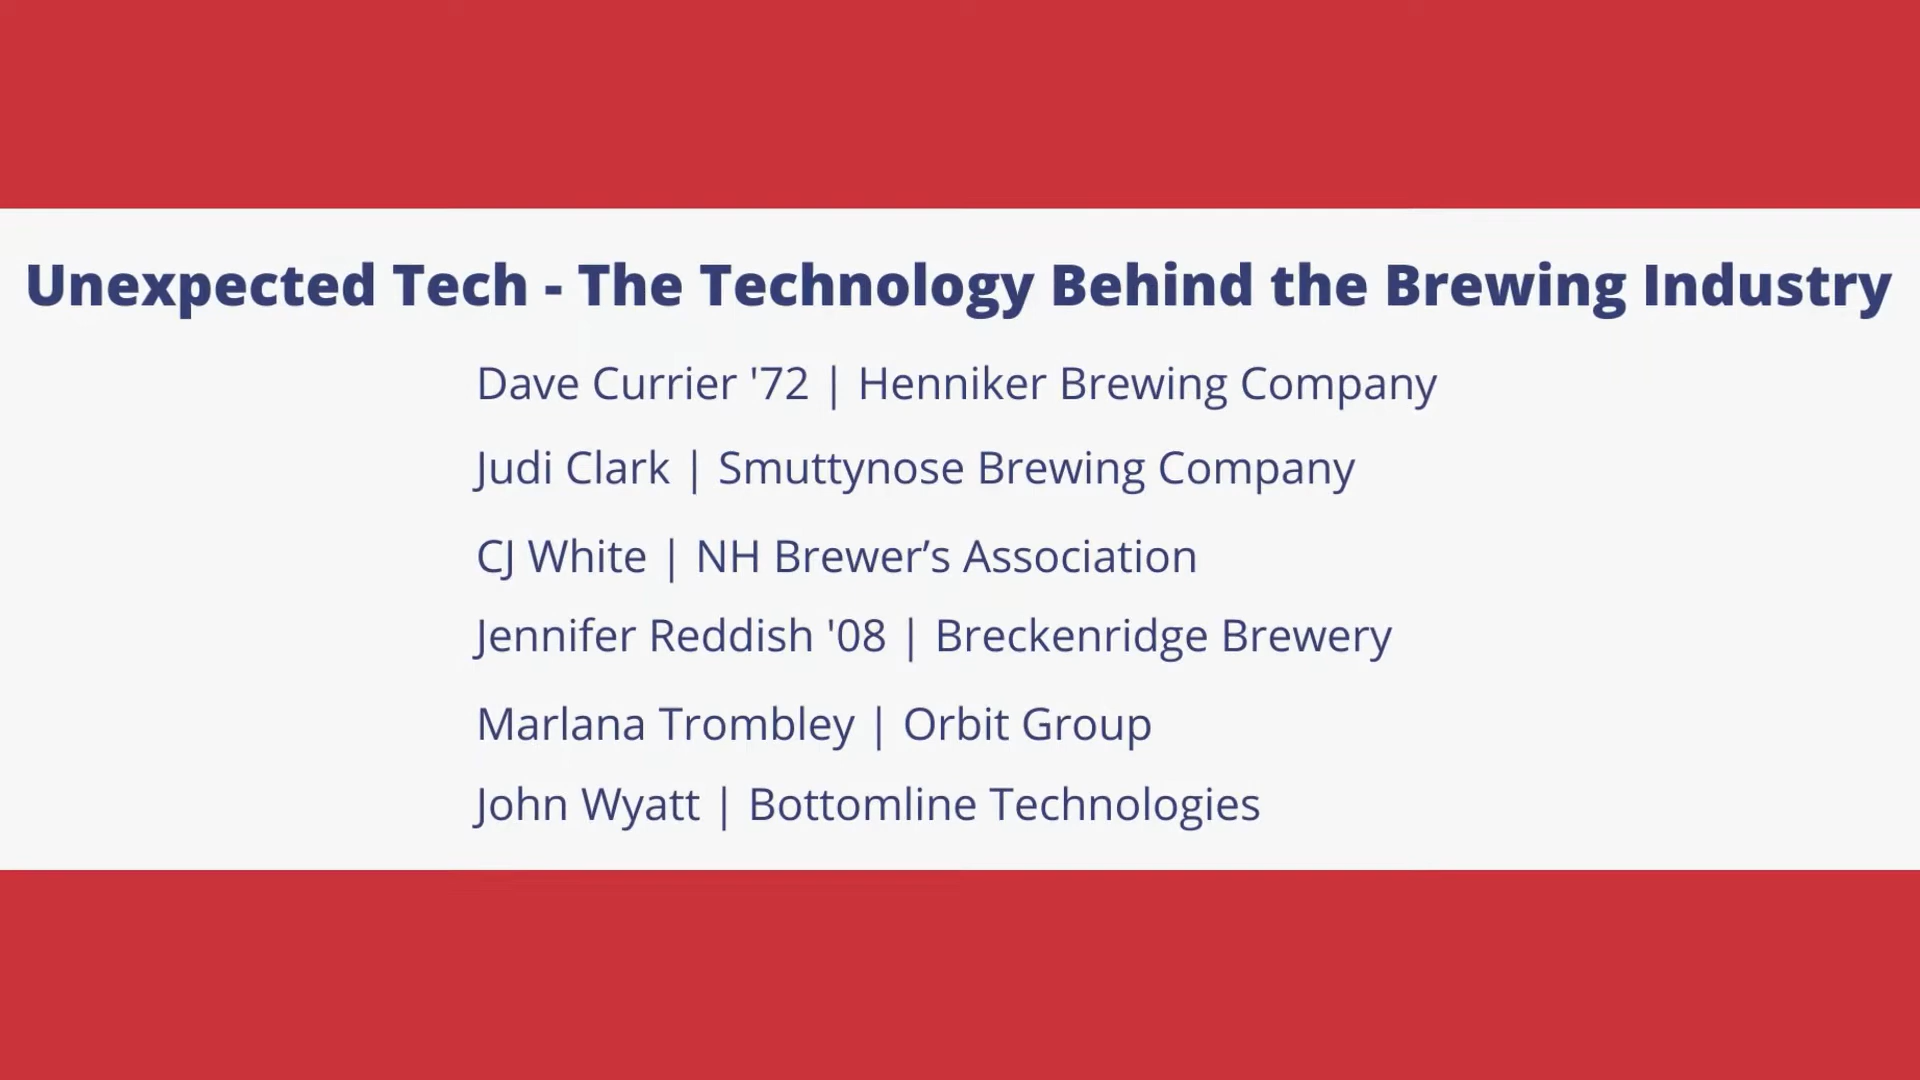 Unexpected Tech - The Technology Behind the Brewing Industry
Dave Currier '72 | Henniker Brewing Company
Judi Clark | Smuttynose Brewing Company
CJ White | NH Brewer’s Association
Jennifer Reddish '08 | Breckenridge Brewery
Marlana Trombley | Orbit Group
John Wyatt | Bottomline Technologies